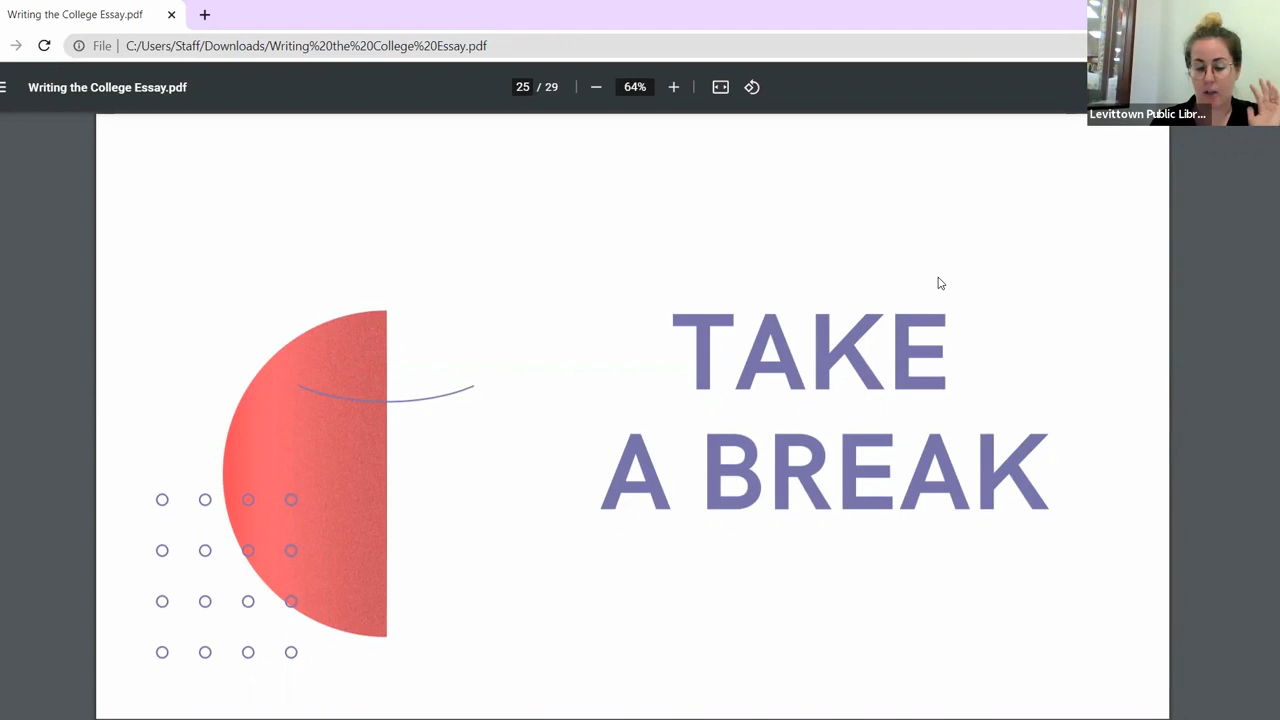 Writing the College Essay.pdf
File
C:/Users/Staff/Downloads/Writing%20the%20College%20Essay.pdf
Writing the College Essay.pdf
25 / 29
64%
Levittown Public Libr...
TAKE
A BREAK